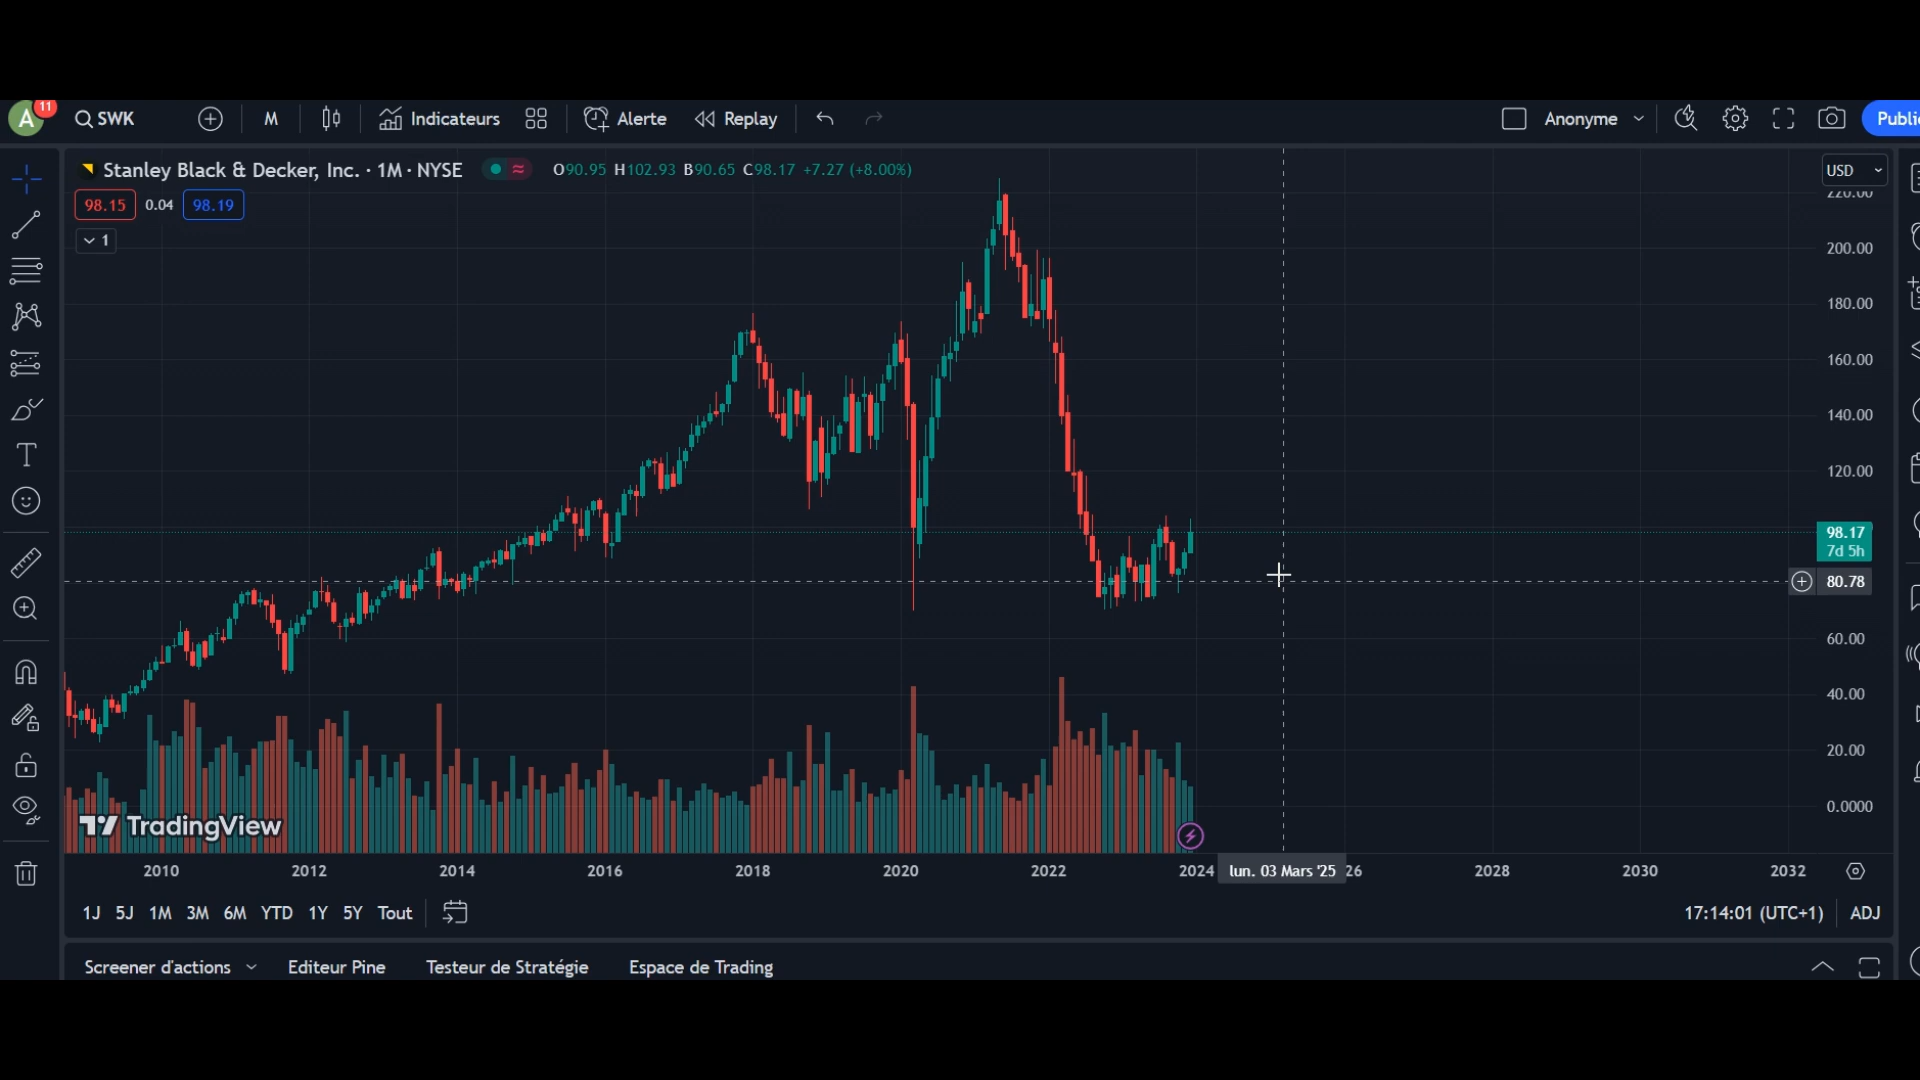 A
11
SWK
M
Indicateurs
Alerte
Replay
Anonyme
Stanley Black & Decker, Inc. · 1M · NYSE
O90.95 H102.93 B90.65 C98.17 +7.27 (+8.00%)
USD
98.15 0.04 98.19
1
220.00
200.00
180.00
160.00
140.00
120.00
98.17
7d 5h
80.78
60.00
40.00
20.00
0.0000
TradingView
2010 2012 2014 2016 2018 2020 2022 2024 lun. 03 Mars '25 26 2028 2030 2032
1J 5J 1M 3M 6M YTD 1Y 5Y Tout
17:14:01 (UTC+1) ADJ
Screener d'actions Editeur Pine Testeur de Stratégie Espace de Trading